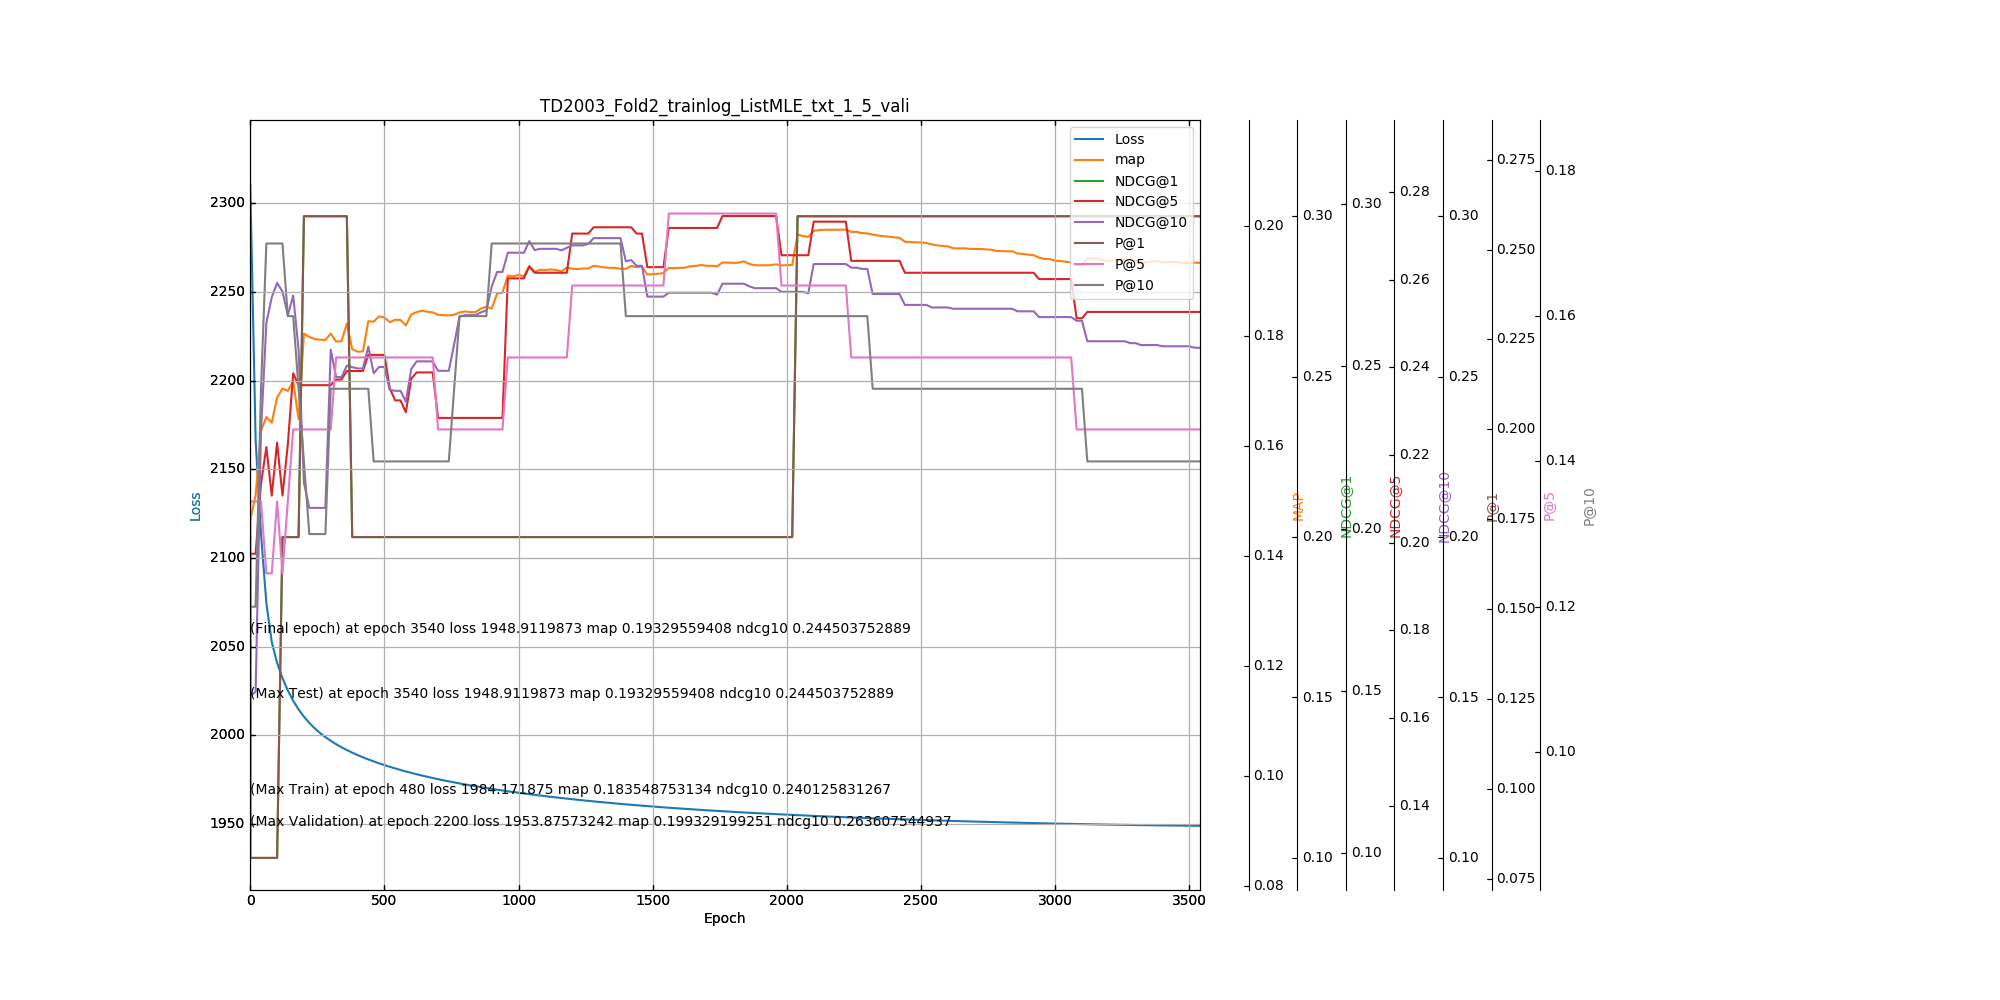 TD2003_Fold2_trainlog_ListMLE_txt_1_5_vali
Loss
map
NDCG@1
NDCG@5
NDCG@10
P@1
P@5
P@10
2300
2250
2200
2150
2100
2050
2000
1950
Loss
(Final epoch) at epoch 3540 loss 1948.9119873 map 0.19329559408 ndcg10 0.244503752889
(Max Test) at epoch 3540 loss 1948.9119873 map 0.19329559408 ndcg10 0.244503752889
(Max Train) at epoch 480 loss 1984.171875 map 0.183548753134 ndcg10 0.240125831267
(Max Validation) at epoch 2200 loss 1953.87573242 map 0.199329199251 ndcg10 0.263607544937
0 500 1000 1500 2000 2500 3000 3500
Epoch
0.20
0.18
0.16
0.14
0.12
0.10
0.08
MAP
0.30
0.25
0.20
0.15
0.10
NDCG@1
0.30
0.25
0.20
0.15
0.10
NDCG@5
0.28
0.26
0.24
0.22
0.20
0.18
0.16
0.14
NDCG@10
0.30
0.25
0.20
0.15
0.10
P@1
0.275
0.250
0.225
0.200
0.175
0.150
0.125
0.100
0.075
P@5
0.18
0.16
0.14
0.12
0.10
P@10